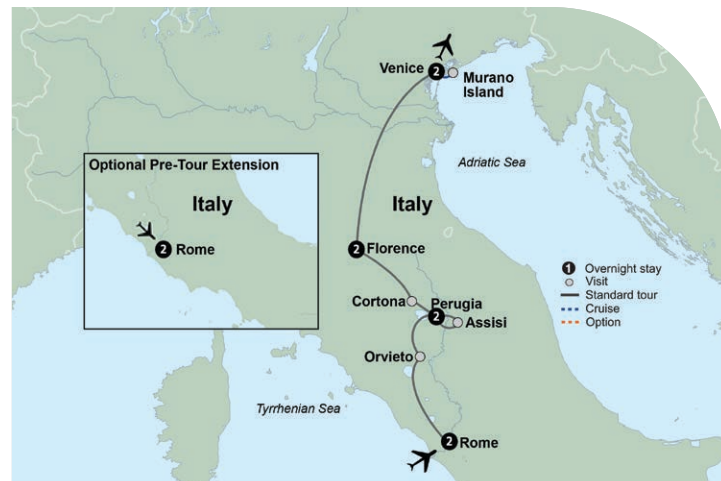 Venice
2
Murano
Island
Adriatic Sea
Optional Pre-Tour Extension
Italy
2
Rome
Italy
2
Florence
Cortona
Perugia
2
Assisi
Orvieto
Tyrrhenian Sea
2
Rome
1 Overnight stay
Visit
Standard tour
Cruise
Option